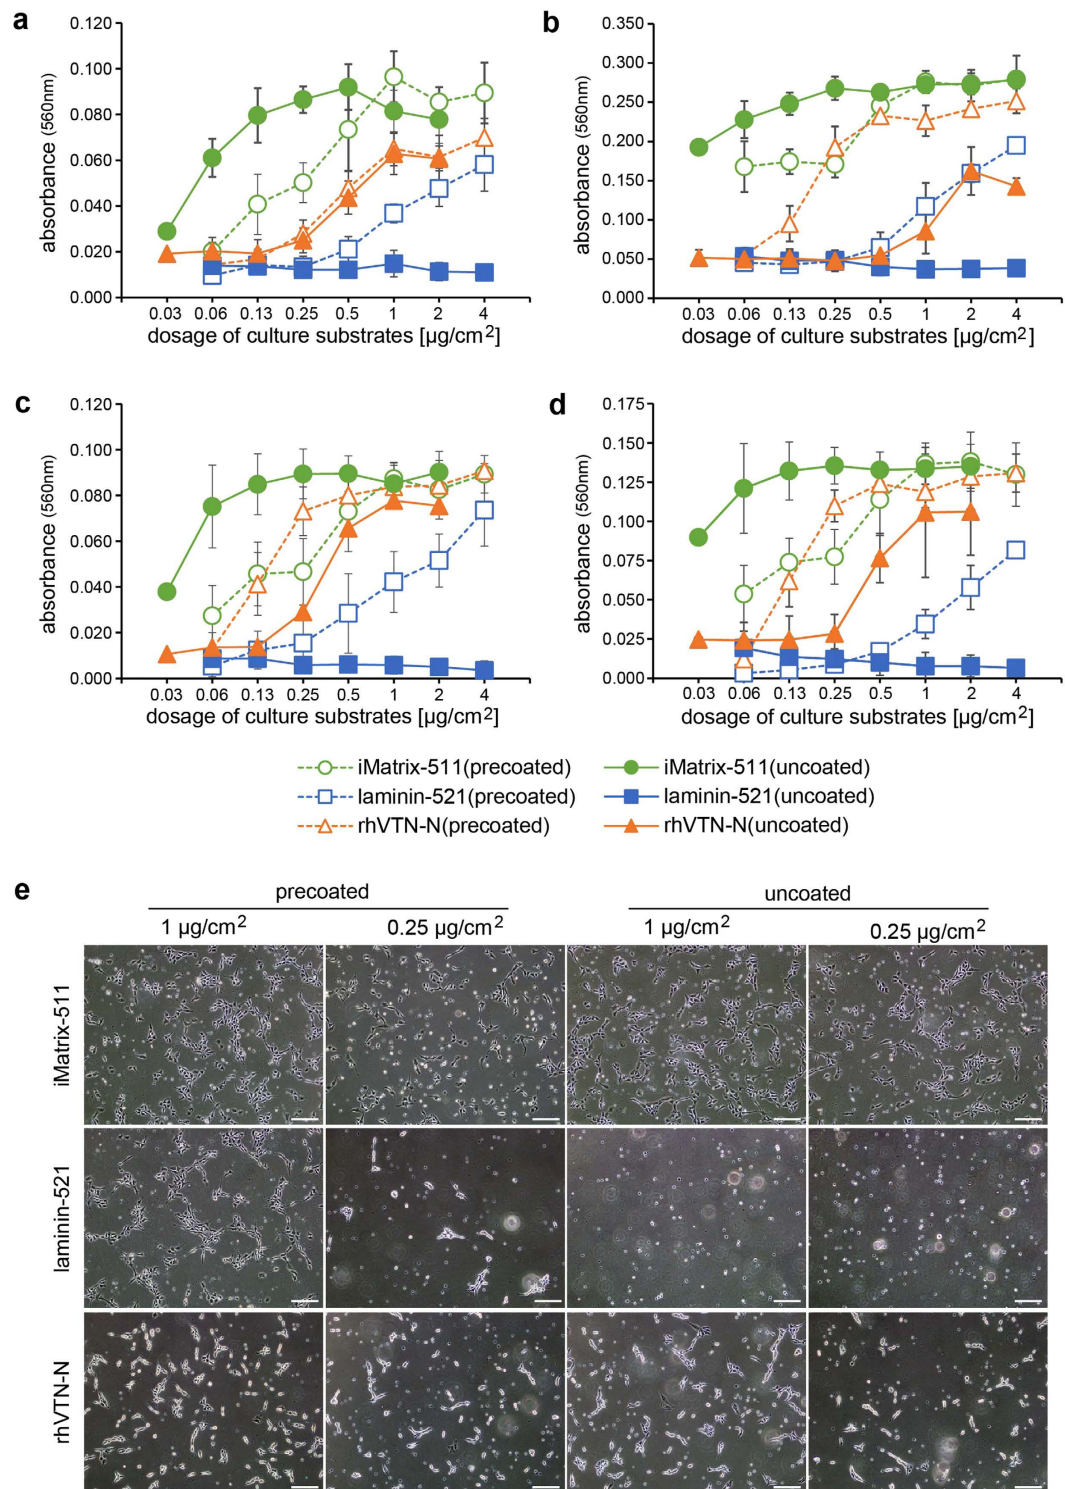 a
0.120
0.100
0.080
0.060
0.040
0.020
0.000
absorbance (560nm)
0.03 0.06 0.13 0.25 0.5 1 2 4
dosage of culture substrates [µg/cm2]
b
0.350
0.300
0.250
0.200
0.150
0.100
0.050
0.000
absorbance (560nm)
0.03 0.06 0.13 0.25 0.5 1 2 4
dosage of culture substrates [µg/cm2]
c
0.120
0.100
0.080
0.060
0.040
0.020
0.000
absorbance (560nm)
0.03 0.06 0.13 0.25 0.5 1 2 4
dosage of culture substrates [µg/cm2]
d
0.175
0.150
0.125
0.100
0.075
0.050
0.025
0.000
absorbance (560nm)
0.03 0.06 0.13 0.25 0.5 1 2 4
dosage of culture substrates [µg/cm2]
iMatrix-511(precoated)
iMatrix-511(uncoated)
laminin-521(precoated)
laminin-521(uncoated)
rhVTN-N(precoated)
rhVTN-N(uncoated)
e
precoated
uncoated
1 µg/cm2
0.25 µg/cm2
1 µg/cm2
0.25 µg/cm2
iMatrix-511
laminin-521
rhVTN-N